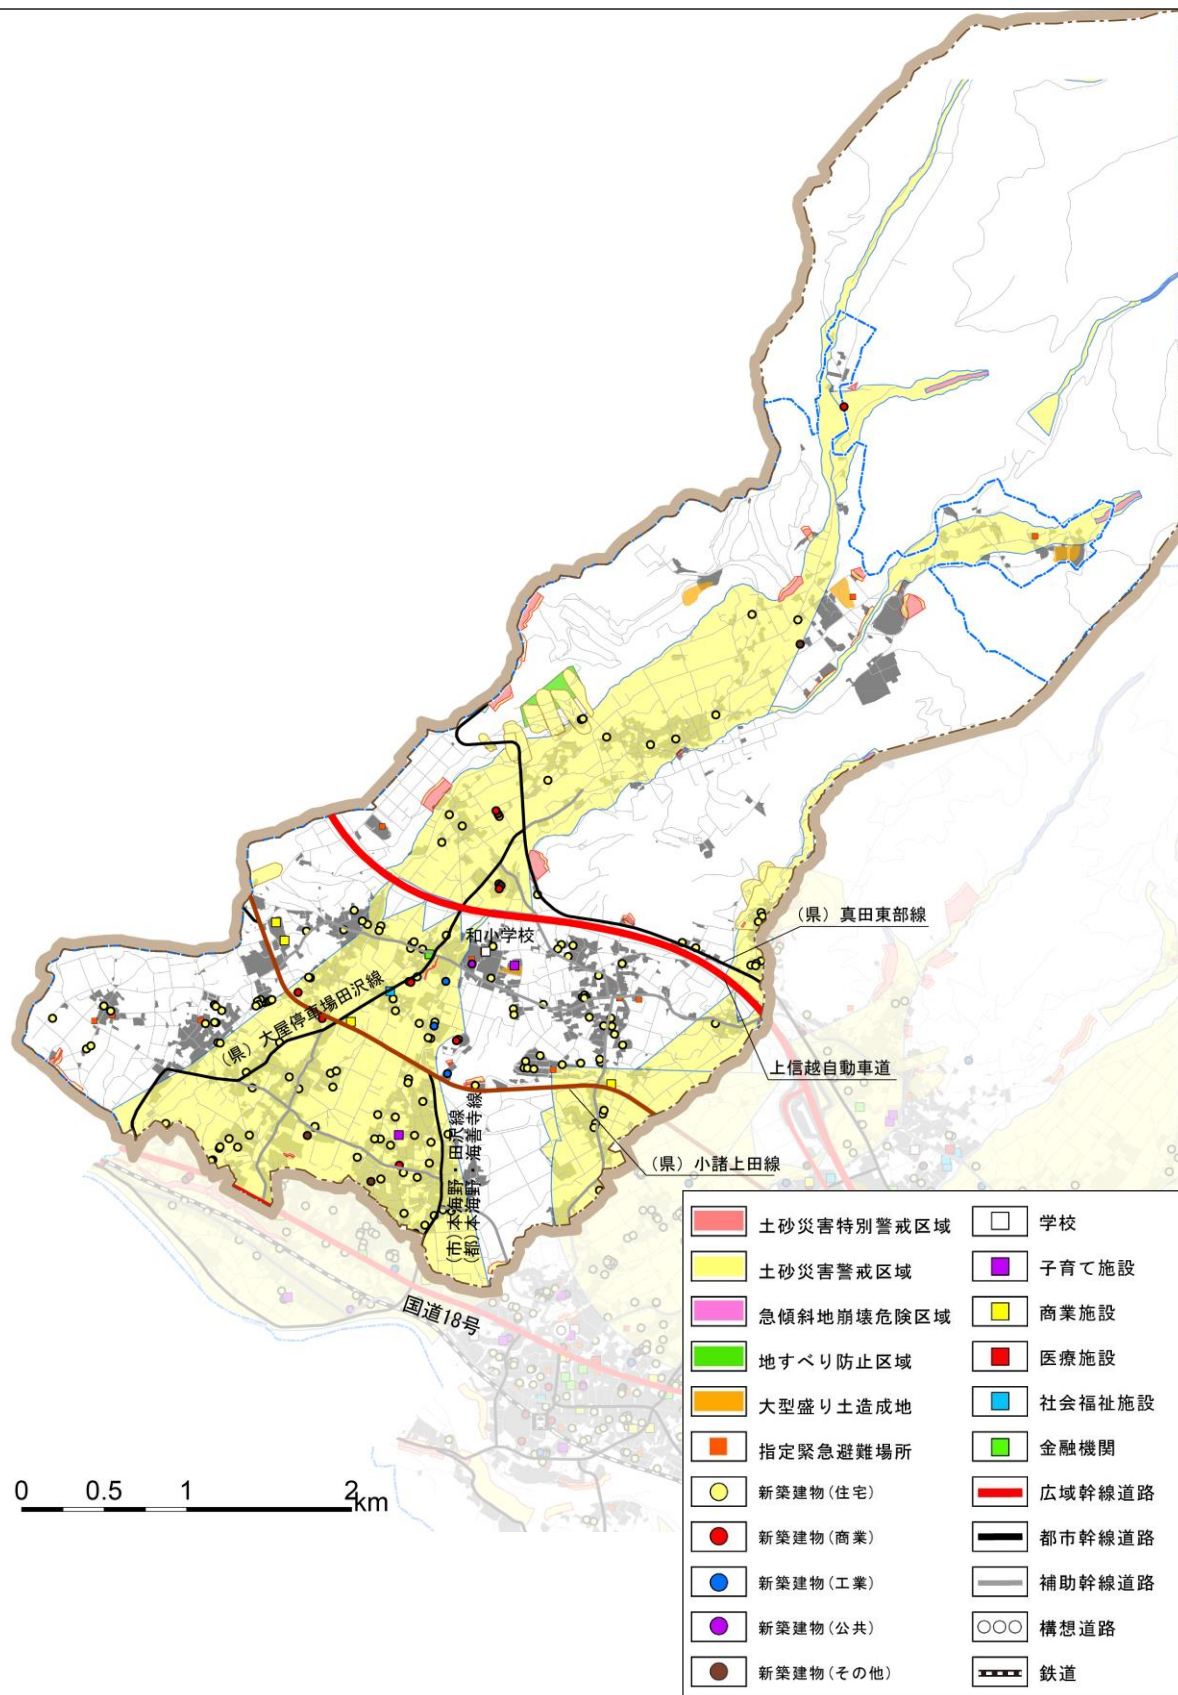 (県) 真田東部線
和小学校
(県) 大屋停車場田沢線
上信越自動車道
(県) 小諸上田線
(市) 本海野・田沢線
(都) 本海野・海善寺線
国道18号
0 0.5 1 2 km
土砂災害特別警戒区域
土砂災害警戒区域
急傾斜地崩壊危険区域
地すべり防止区域
大型盛り土造成地
指定緊急避難場所
新築建物(住宅)
新築建物(商業)
新築建物(工業)
新築建物(公共)
新築建物(その他)
学校
子育て施設
商業施設
医療施設
社会福祉施設
金融機関
広域幹線道路
都市幹線道路
補助幹線道路
構想道路
鉄道